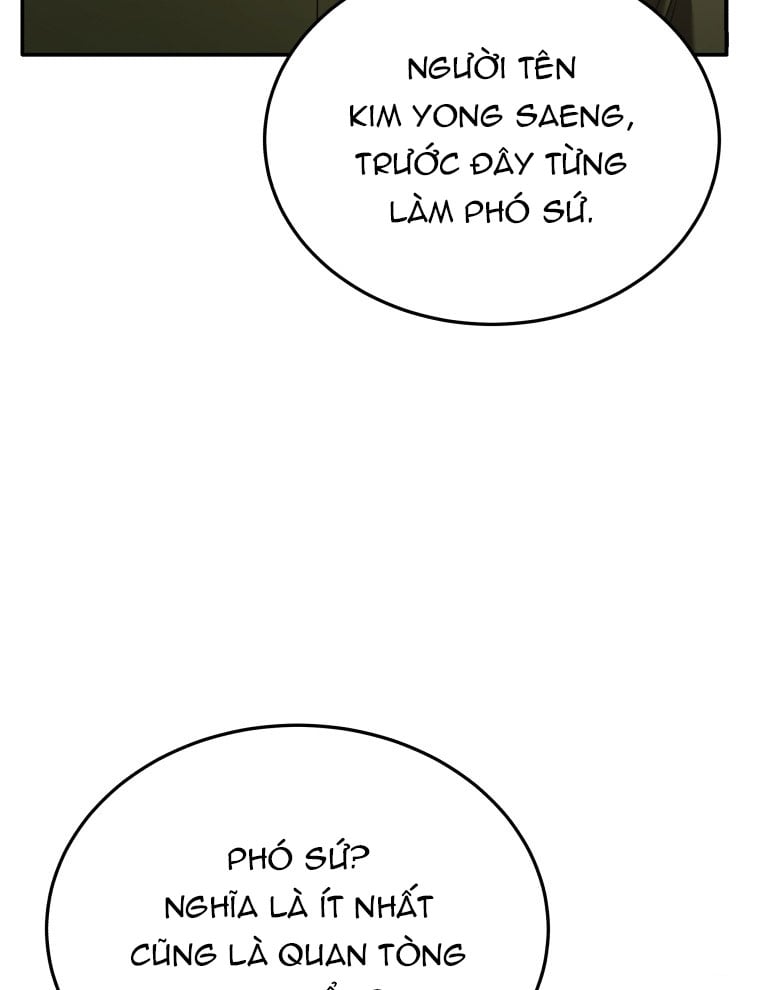 NGƯỜI TÊN
KIM YONG SAENG,
TRƯỚC ĐÂY TỪNG
LÀM PHÓ SỨ.
PHÓ SỨ?
NGHĨA LÀ ÍT NHẤT
CŨNG LÀ QUAN TÒNG